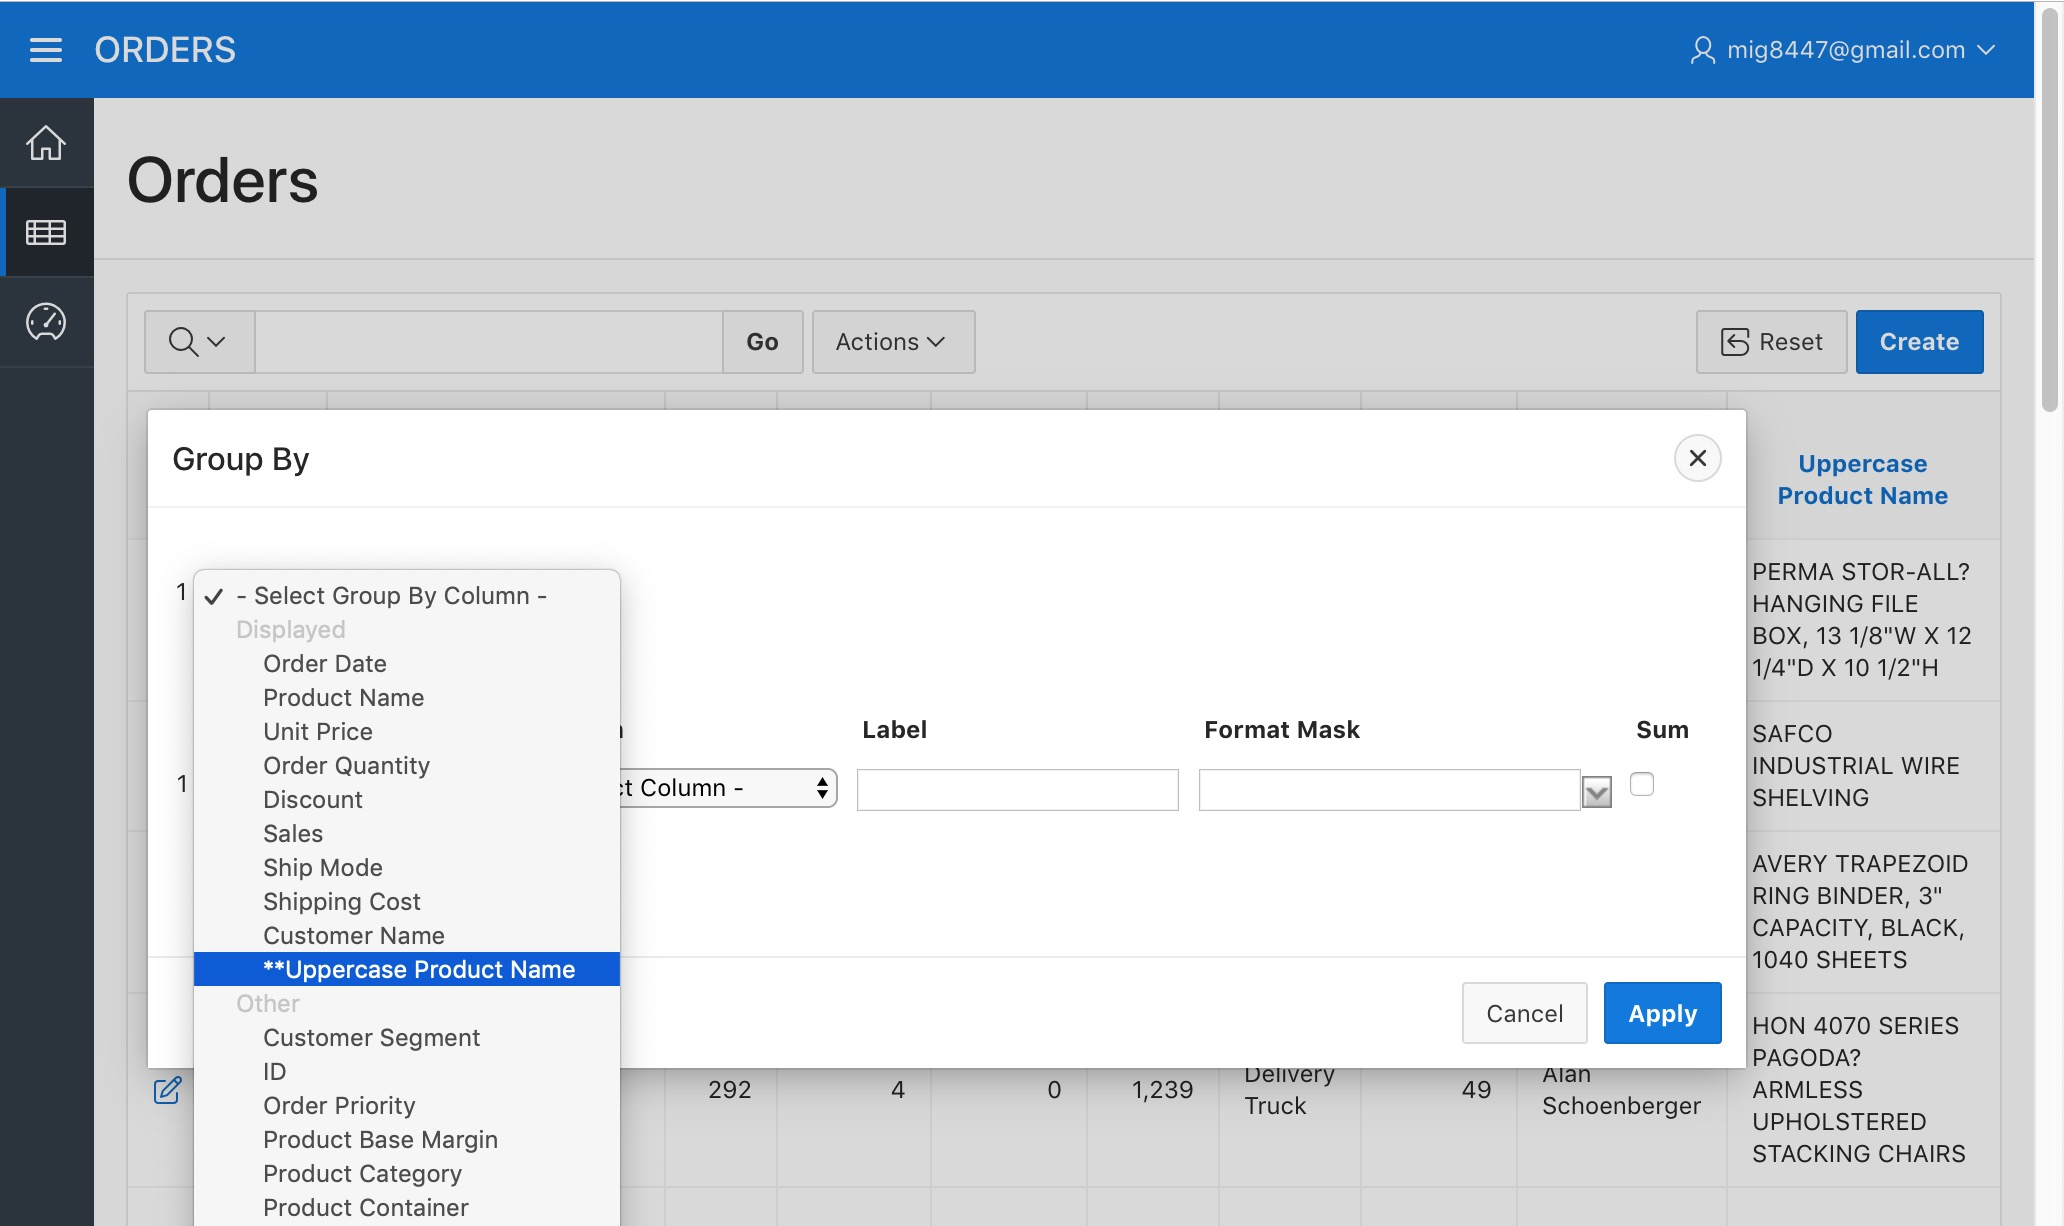 ORDERS
mig8447@gmail.com
Orders
Go
Actions
Reset
Create
Group By
Uppercase
Product Name
1
- Select Group By Column -
Displayed
Order Date
Product Name
Unit Price
Order Quantity
Discount
Sales
Ship Mode
Shipping Cost
Customer Name
**Uppercase Product Name
Other
Customer Segment
ID
Order Priority
Product Base Margin
Product Category
Product Container
Label
Format Mask
Sum
1
Column -
Cancel
Apply
PERMA STOR-ALL?
HANGING FILE
BOX, 13 1/8"W X 12
1/4"D X 10 1/2"H
SAFCO
INDUSTRIAL WIRE
SHELVING
AVERY TRAPEZOID
RING BINDER, 3"
CAPACITY, BLACK,
1040 SHEETS
292
4
0
1,239
Delivery
Truck
49
Alan
Schoenberger
HON 4070 SERIES
PAGODA?
ARMLESS
UPHOLSTERED
STACKING CHAIRS